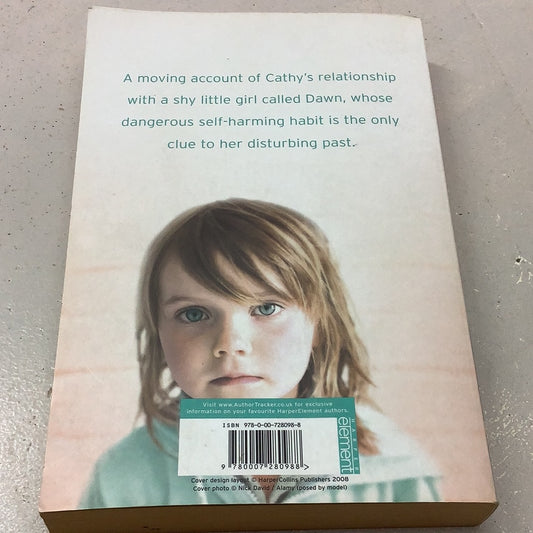 A moving account of Cathy's relationship
with a shy little girl called Dawn, whose
dangerous self-harming habit is the only
clue to her disturbing past.
Visit www.AuthorTracker.co.uk for exclusive
information on your favourite HarperElement authors.
ISBN 978-0-00-728098-8
9 780007 280988 >
HARPER
element
Cover design layout © HarperCollins Publishers 2008
Cover photo © Nick David / Alamy (posed by model)